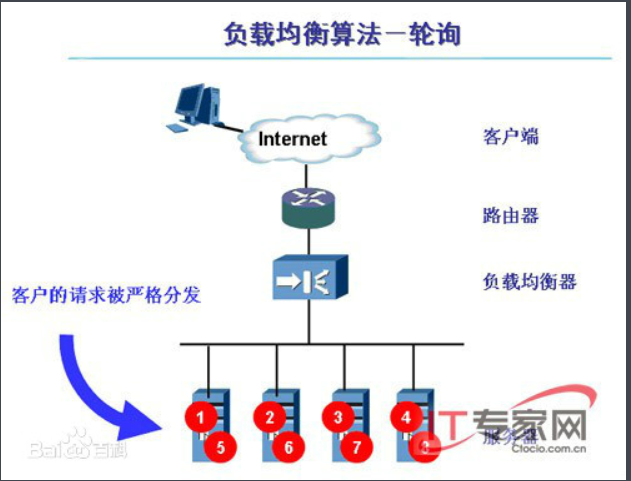 负载均衡算法－轮询
Internet
客户端
路由器
负载均衡器
客户的请求被严格分发
1
2
3
4
5
6
7
8
服务器
IT专家网
Clocio.com.cn
Baidu百科